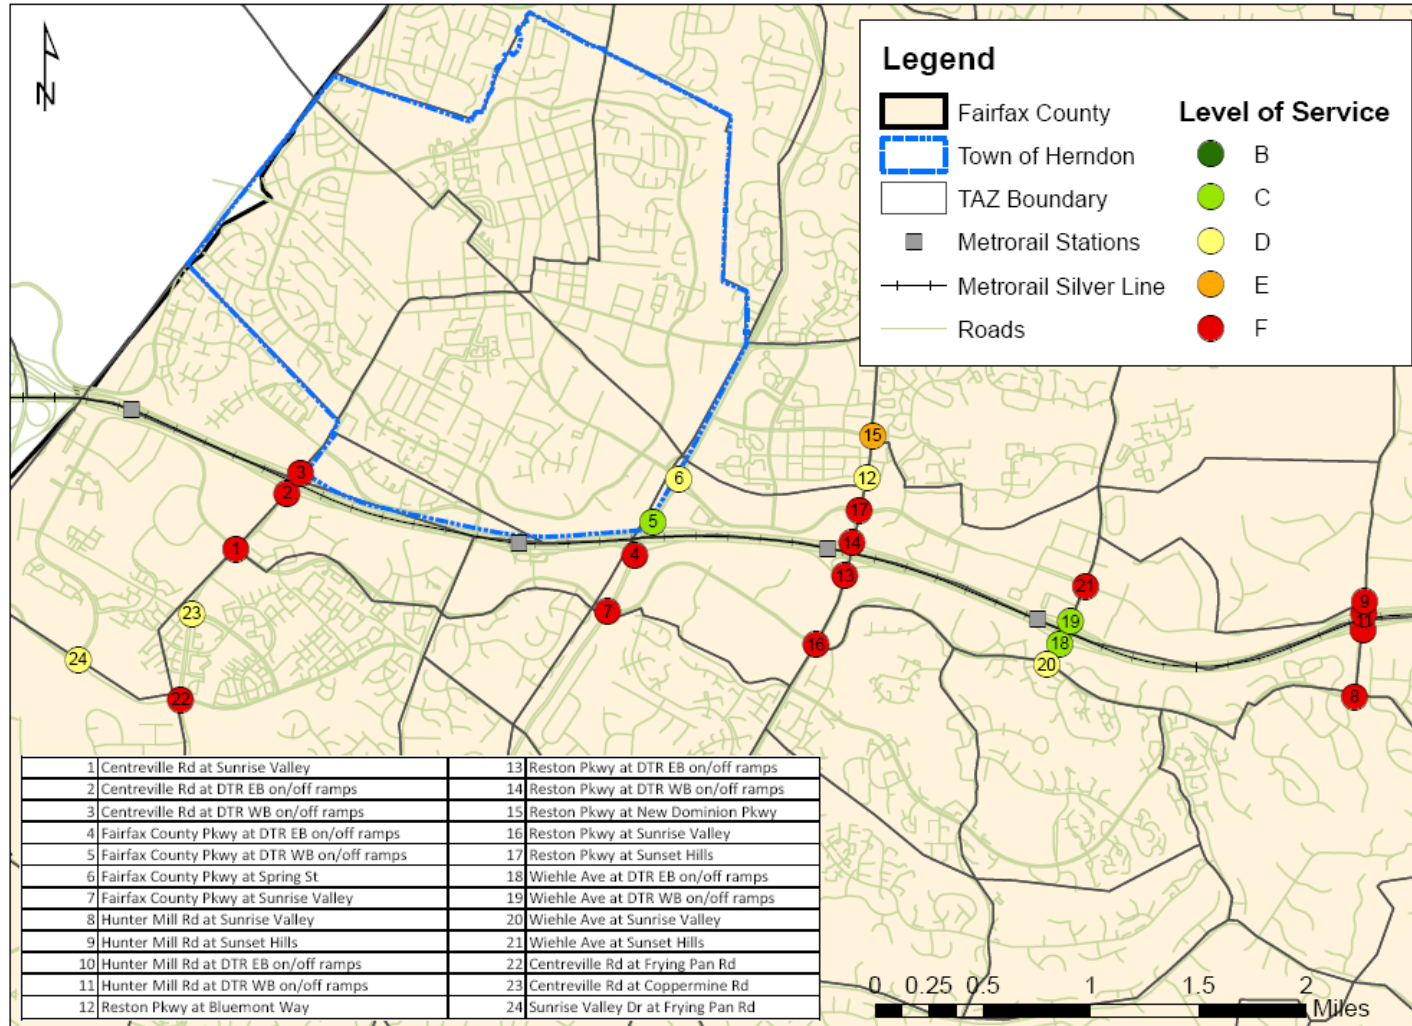 N
Legend
Fairfax County
Town of Herndon
TAZ Boundary
Metrorail Stations
Metrorail Silver Line
Roads
Level of Service
B
C
D
E
F
15
6
12
3
2
17
5
14
1
4
13
21
9
11
7
19
23
16
18
24
20
22
8
1 Centreville Rd at Sunrise Valley
2 Centreville Rd at DTR EB on/off ramps
3 Centreville Rd at DTR WB on/off ramps
4 Fairfax County Pkwy at DTR EB on/off ramps
5 Fairfax County Pkwy at DTR WB on/off ramps
6 Fairfax County Pkwy at Spring St
7 Fairfax County Pkwy at Sunrise Valley
8 Hunter Mill Rd at Sunrise Valley
9 Hunter Mill Rd at Sunset Hills
10 Hunter Mill Rd at DTR EB on/off ramps
11 Hunter Mill Rd at DTR WB on/off ramps
12 Reston Pkwy at Bluemont Way
13 Reston Pkwy at DTR EB on/off ramps
14 Reston Pkwy at DTR WB on/off ramps
15 Reston Pkwy at New Dominion Pkwy
16 Reston Pkwy at Sunrise Valley
17 Reston Pkwy at Sunset Hills
18 Wiehle Ave at DTR EB on/off ramps
19 Wiehle Ave at DTR WB on/off ramps
20 Wiehle Ave at Sunrise Valley
21 Wiehle Ave at Sunset Hills
22 Centreville Rd at Frying Pan Rd
23 Centreville Rd at Coppermine Rd
24 Sunrise Valley Dr at Frying Pan Rd
0 0.25 0.5 1 1.5 2
Miles